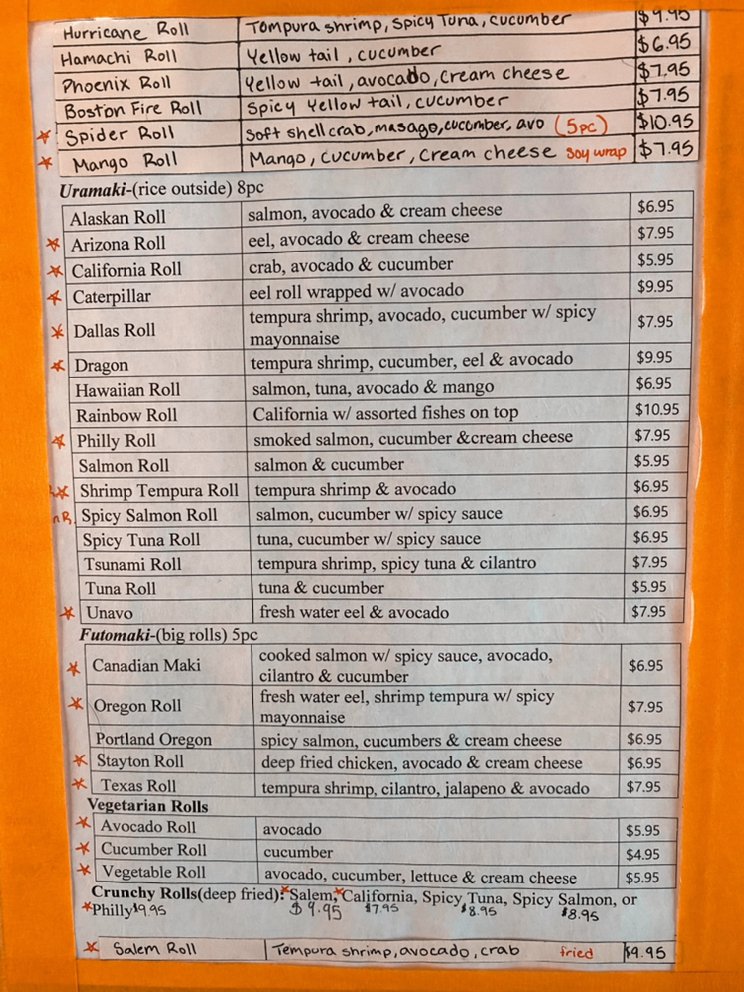 Hurricane Roll Tempura shrimp, spicy Tuna, cucumber $9.95
Hamachi Roll Yellow tail, cucumber $6.95
Phoenix Roll Yellow tail, avocado, Cream cheese $7.95
Boston Fire Roll Spicy Yellow tail, cucumber $7.95
Spider Roll Soft shell crab, masago, cucumber, avo (5pc) $10.95
Mango Roll Mango, cucumber, Cream cheese Soy wrap $7.95
Uramaki-(rice outside) 8pc
Alaskan Roll salmon, avocado & cream cheese $6.95
Arizona Roll eel, avocado & cream cheese $7.95
California Roll crab, avocado & cucumber $5.95
Caterpillar eel roll wrapped w/ avocado $9.95
Dallas Roll tempura shrimp, avocado, cucumber w/ spicy
mayonnaise $7.95
Dragon tempura shrimp, cucumber, eel & avocado $9.95
Hawaiian Roll salmon, tuna, avocado & mango $6.95
Rainbow Roll California w/ assorted fishes on top $10.95
Philly Roll smoked salmon, cucumber &cream cheese $7.95
Salmon Roll salmon & cucumber $5.95
Shrimp Tempura Roll tempura shrimp & avocado $6.95
Spicy Salmon Roll salmon, cucumber w/ spicy sauce $6.95
Spicy Tuna Roll tuna, cucumber w/ spicy sauce $6.95
Tsunami Roll tempura shrimp, spicy tuna & cilantro $7.95
Tuna Roll tuna & cucumber $5.95
Unavo fresh water eel & avocado $7.95
Futomaki-(big rolls) 5pc
Canadian Maki cooked salmon w/ spicy sauce, avocado,
cilantro & cucumber $6.95
Oregon Roll fresh water eel, shrimp tempura w/ spicy
mayonnaise $7.95
Portland Oregon spicy salmon, cucumbers & cream cheese $6.95
Stayton Roll deep fried chicken, avocado & cream cheese $6.95
Texas Roll tempura shrimp, cilantro, jalapeno & avocado $7.95
Vegetarian Rolls
Avocado Roll avocado $5.95
Cucumber Roll cucumber $4.95
Vegetable Roll avocado, cucumber, lettuce & cream cheese $5.95
Crunchy Rolls(deep fried): Salem, California, Spicy Tuna, Spicy Salmon, or
Philly $9.95 $9.95 $7.95 $8.95 $8.95
Salem Roll Tempura shrimp, avocado, crab fried $9.95